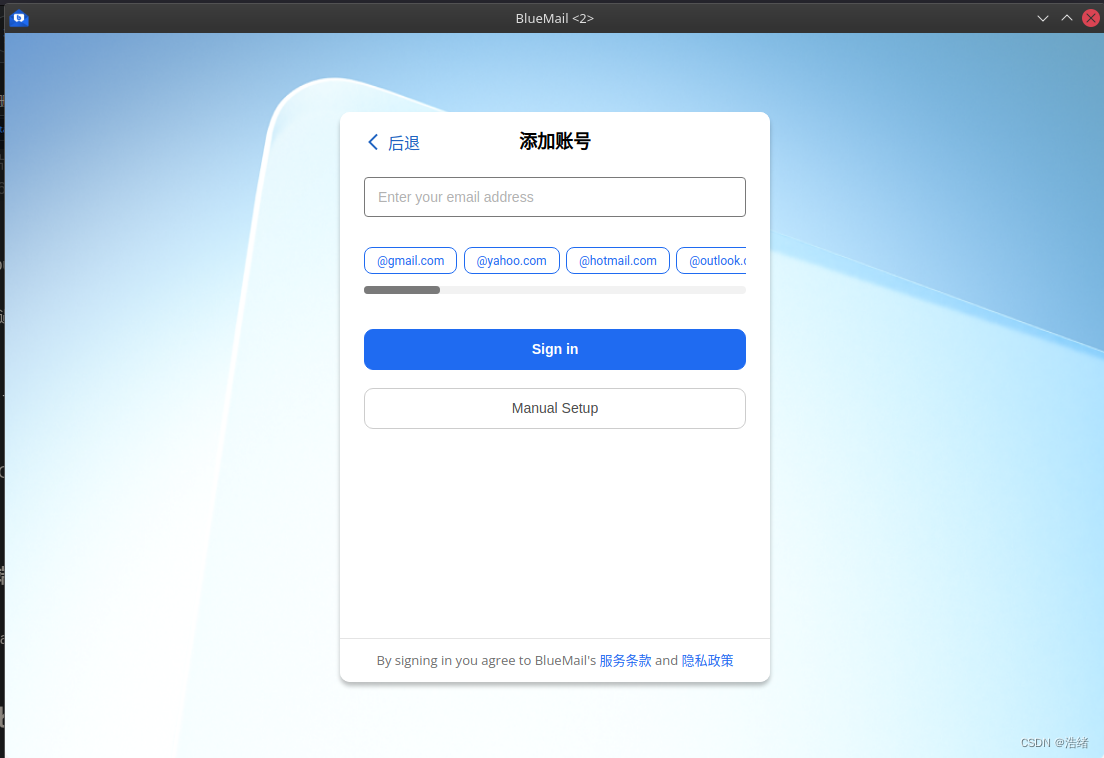 BlueMail <2>
后退
添加账号
Enter your email address
@gmail.com @yahoo.com @hotmail.com @outlook.c
Sign in
Manual Setup
By signing in you agree to BlueMail's 服务条款 and 隐私政策
CSDN @浩绪